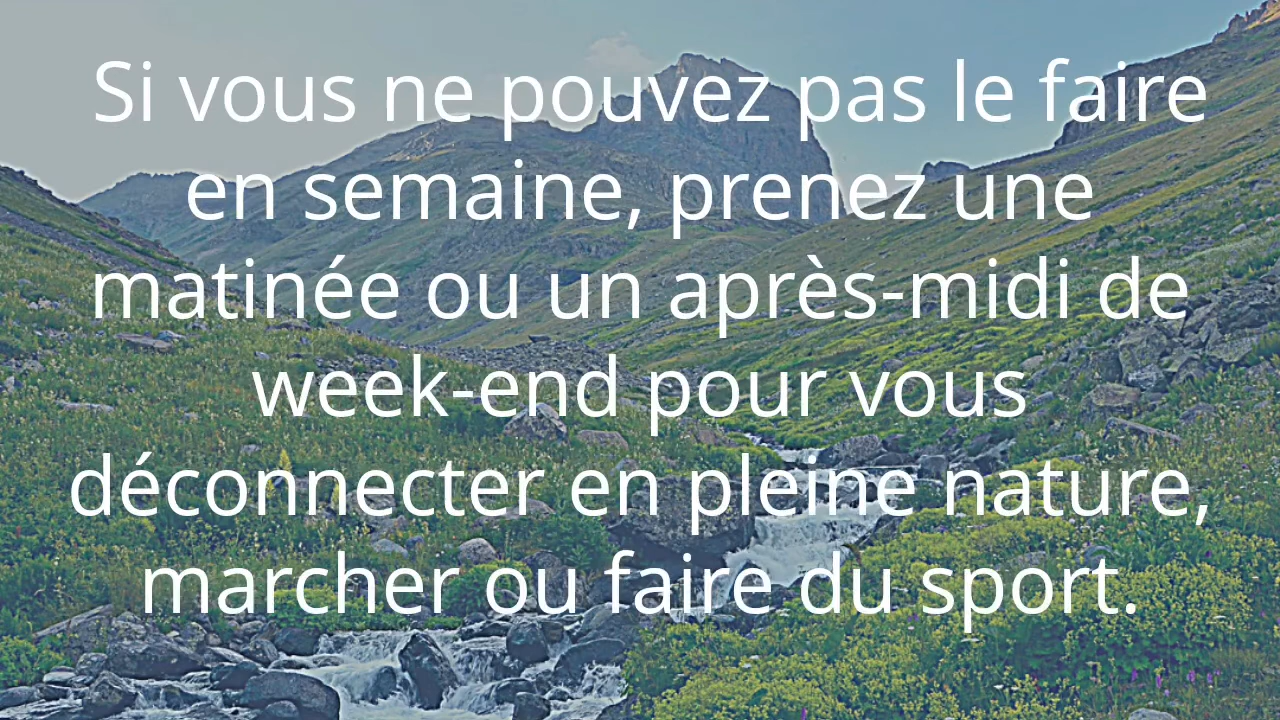 Si vous ne pouvez pas le faire
en semaine, prenez une
matinée ou un après-midi de
week-end pour vous
déconnecter en pleine nature,
marcher ou faire du sport.